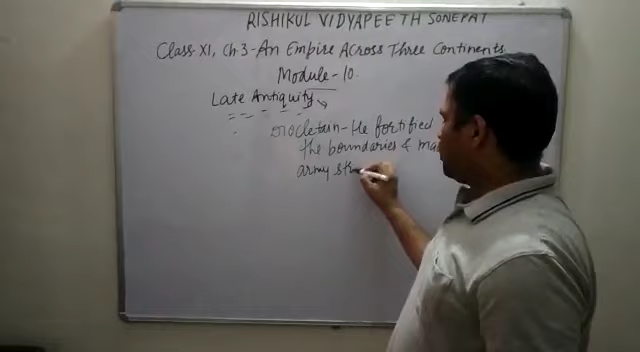 RISHIKUL VIDYAPEETH SONEPAT
Class XI, Ch 3-An Empire Across Three Continents
Module-10.
Late Antiquity
Diocletain-He fortified
the boundaries &
army